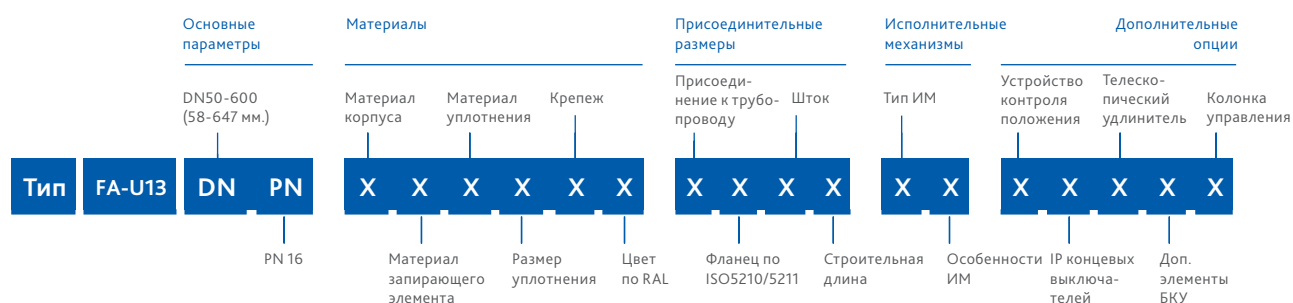 Основные
параметры
Материалы
Присоединительные
размеры
Исполнительные
механизмы
Дополнительные
опции
DN50-600
(58-647 мм.)
Материал
корпуса
Материал
уплотнения
Крепеж
Присоеди-
нение к трубо-
проводу
Шток
Тип ИМ
Устройство
контроля
положения
Телеско-
пический
удлинитель
Колонка
управления
Тип FA-U13 DN PN X X X X X X X X X X X X X X X X X
PN 16
Материал
запирающего
элемента
Размер
уплотнения
Цвет
по RAL
Фланец по
ISO5210/5211
Строительная
длина
Особенности
ИМ
IP концевых
выключа-
телей
Доп.
элементы
БКУ